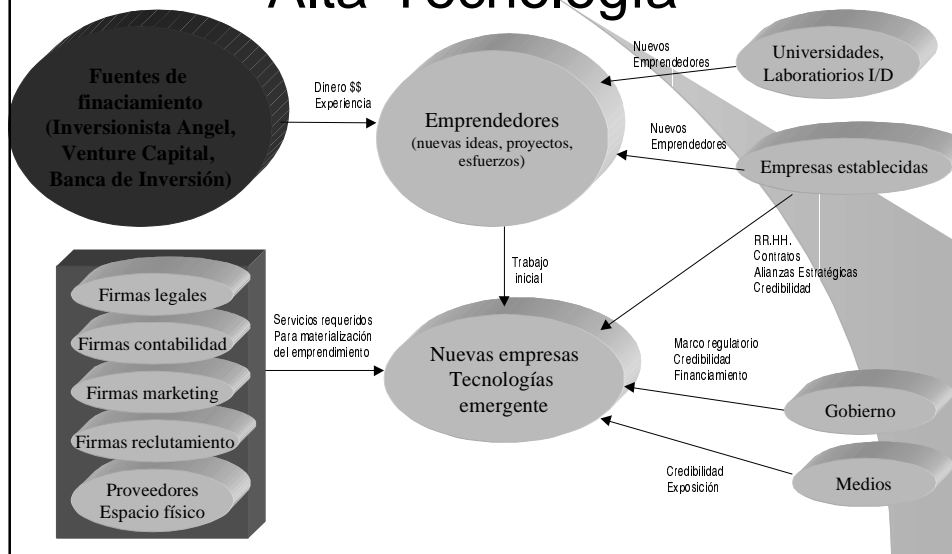 Alta Tecnología
Fuentes de
finaciamiento
(Inversionista Angel,
Venture Capital,
Banca de Inversión)
Dinero $$
Experiencia
Emprendedores
(nuevas ideas, proyectos,
esfuerzos)
Nuevos
Emprendedores
Universidades,
Laboratiorios I/D
Nuevos
Emprendedores
Empresas establecidas
RR.HH.
Contratos
Alianzas Estratégicas
Credibilidad
Trabajo
inicial
Firmas legales
Firmas contabilidad
Firmas marketing
Firmas reclutamiento
Proveedores
Espacio físico
Servicios requeridos
Para materialización
del emprendimiento
Nuevas empresas
Tecnologías
emergente
Marco regulatorio
Credibilidad
Financiamiento
Gobierno
Credibilidad
Exposición
Medios